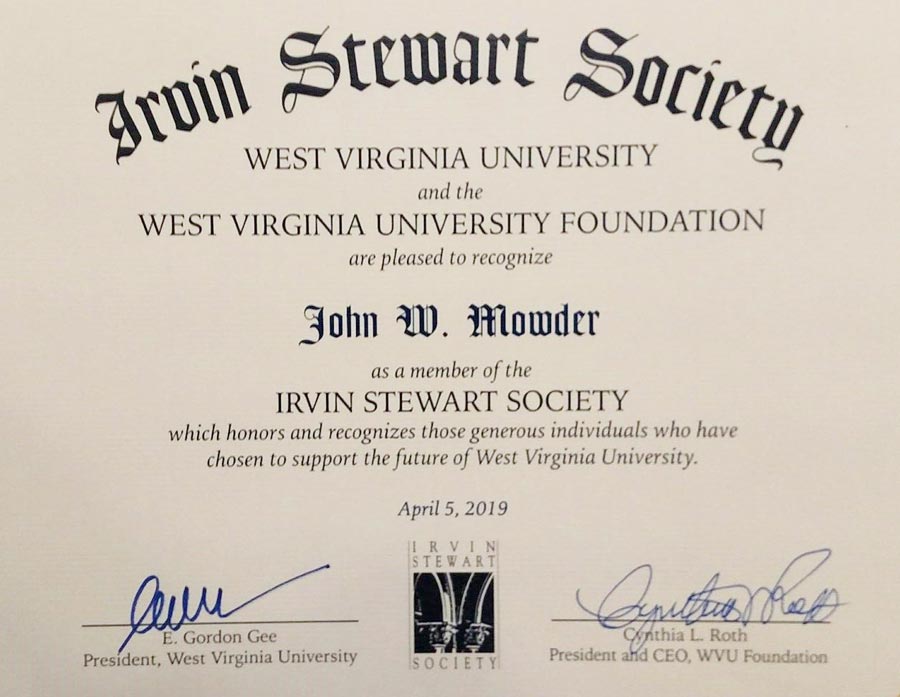 Irvin Stewart Society
WEST VIRGINIA UNIVERSITY
and the
WEST VIRGINIA UNIVERSITY FOUNDATION
are pleased to recognize
John W. Mowder
as a member of the
IRVIN STEWART SOCIETY
which honors and recognizes those generous individuals who have
chosen to support the future of West Virginia University.
April 5, 2019
IRVIN
STEWART
SOCIETY
E. Gordon Gee
President, West Virginia University
Cynthia L. Roth
Cynthia L. Roth
President and CEO, WVU Foundation